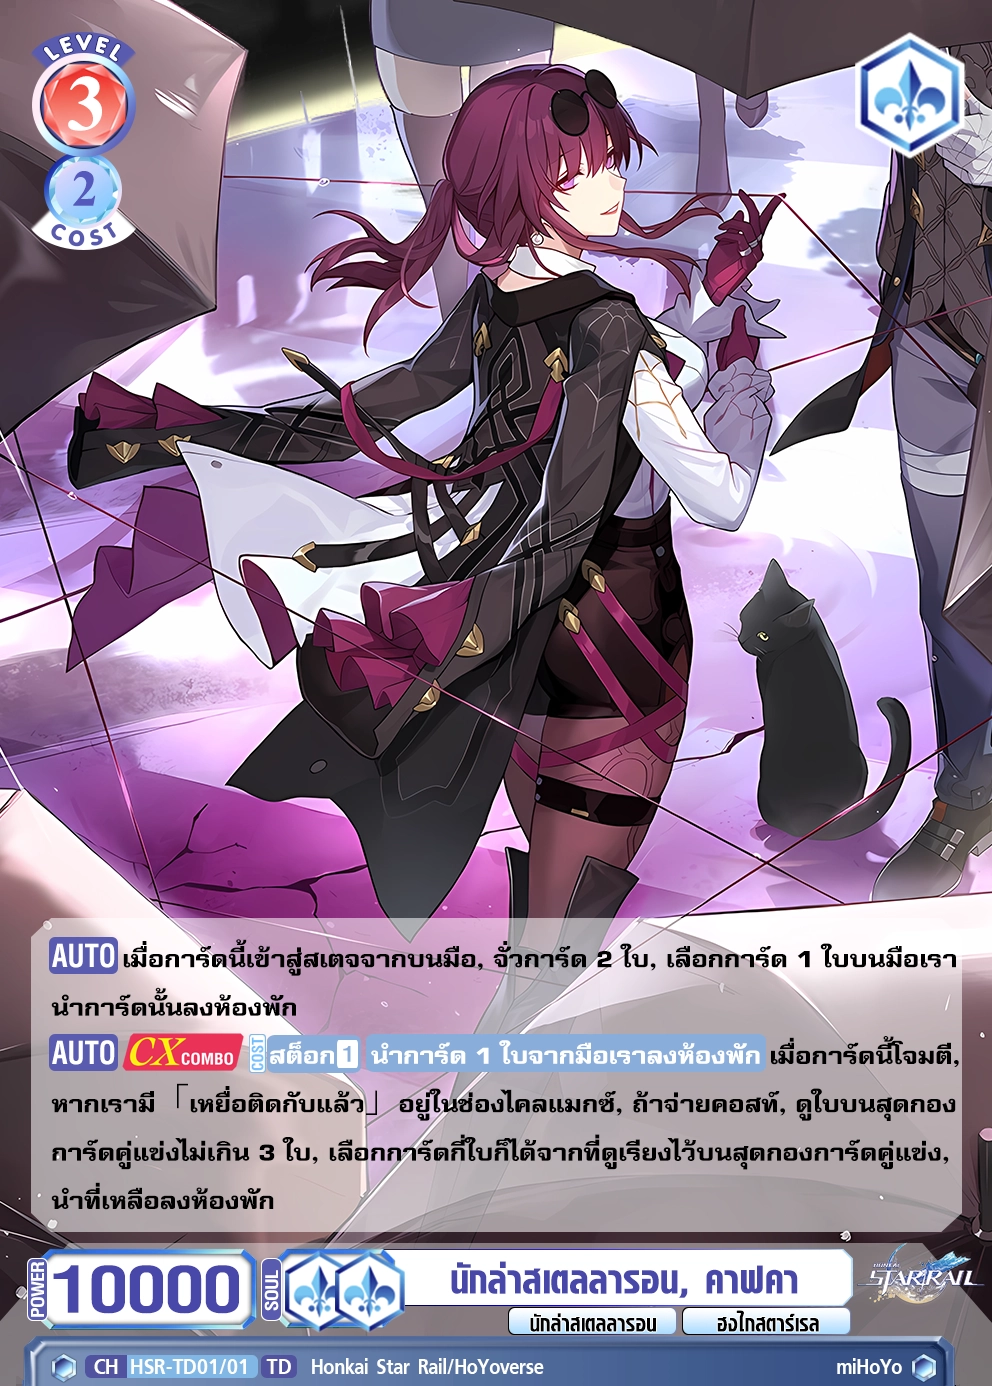 LEVEL
3
2
COST
AUTO เมื่อการ์ดนี้เข้าสู่สเตจจากบนมือ, จั่วการ์ด 2 ใบ, เลือกการ์ด 1 ใบบนมือเรา
นำการ์ดนั้นลงห้องพัก
AUTO CX COMBO COST สต็อก 1 นำการ์ด 1 ใบจากมือเราลงห้องพัก เมื่อการ์ดนี้โจมตี,
หากเรามี 「เหยื่อติดกับแล้ว」 อยู่ในช่องไคลแมกซ์, ถ้าจ่ายคอสท์, ดูใบบนสุดกอง
การ์ดคู่แข่งไม่เกิน 3 ใบ, เลือกการ์ดกี่ใบก็ได้จากที่ดูเรียงไว้บนสุดกองการ์ดคู่แข่ง,
นำที่เหลือลงห้องพัก
POWER 10000 SOUL นักล่าสเตลลารอน, คาฟคา HONKAI STAR RAIL
นักล่าสเตลลารอน ฮงไกสตาร์เรล
CH HSR-TD01/01 TD Honkai Star Rail/HoYoverse miHoYo